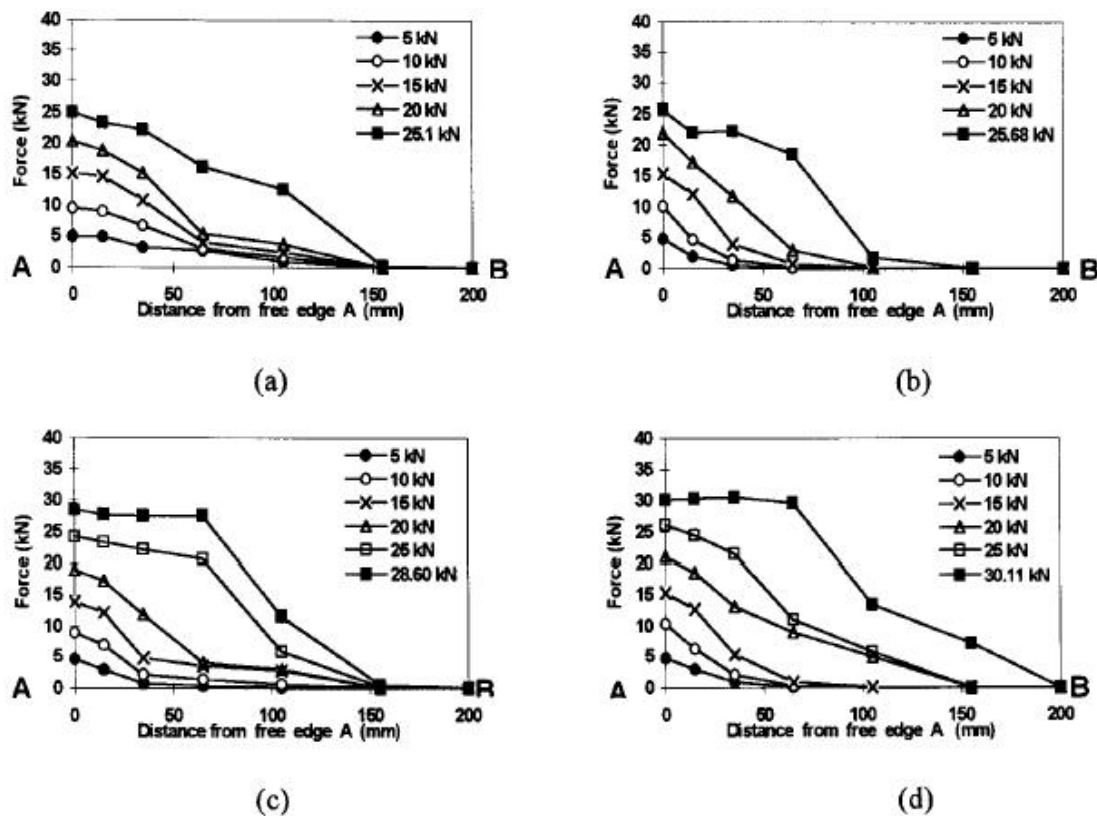 40
35
30
25
20
15
10
5
0
Force (kN)
5 kN
10 kN
15 kN
20 kN
25.1 kN
A
B
0 50 100 150 200
Distance from free edge A (mm)
(a)
40
35
30
25
20
15
10
5
0
Force (kN)
5 kN
10 kN
15 kN
20 kN
25.68 kN
A
B
0 50 100 150 200
Distance from free edge A (mm)
(b)
40
35
30
25
20
15
10
5
0
Force (kN)
5 kN
10 kN
15 kN
20 kN
25 kN
28.60 kN
A
B
0 50 100 150 200
Distance from free edge A (mm)
(c)
40
35
30
25
20
15
10
5
0
Force (kN)
5 kN
10 kN
15 kN
20 kN
25 kN
30.11 kN
A
B
0 50 100 150 200
Distance from free edge A (mm)
(d)